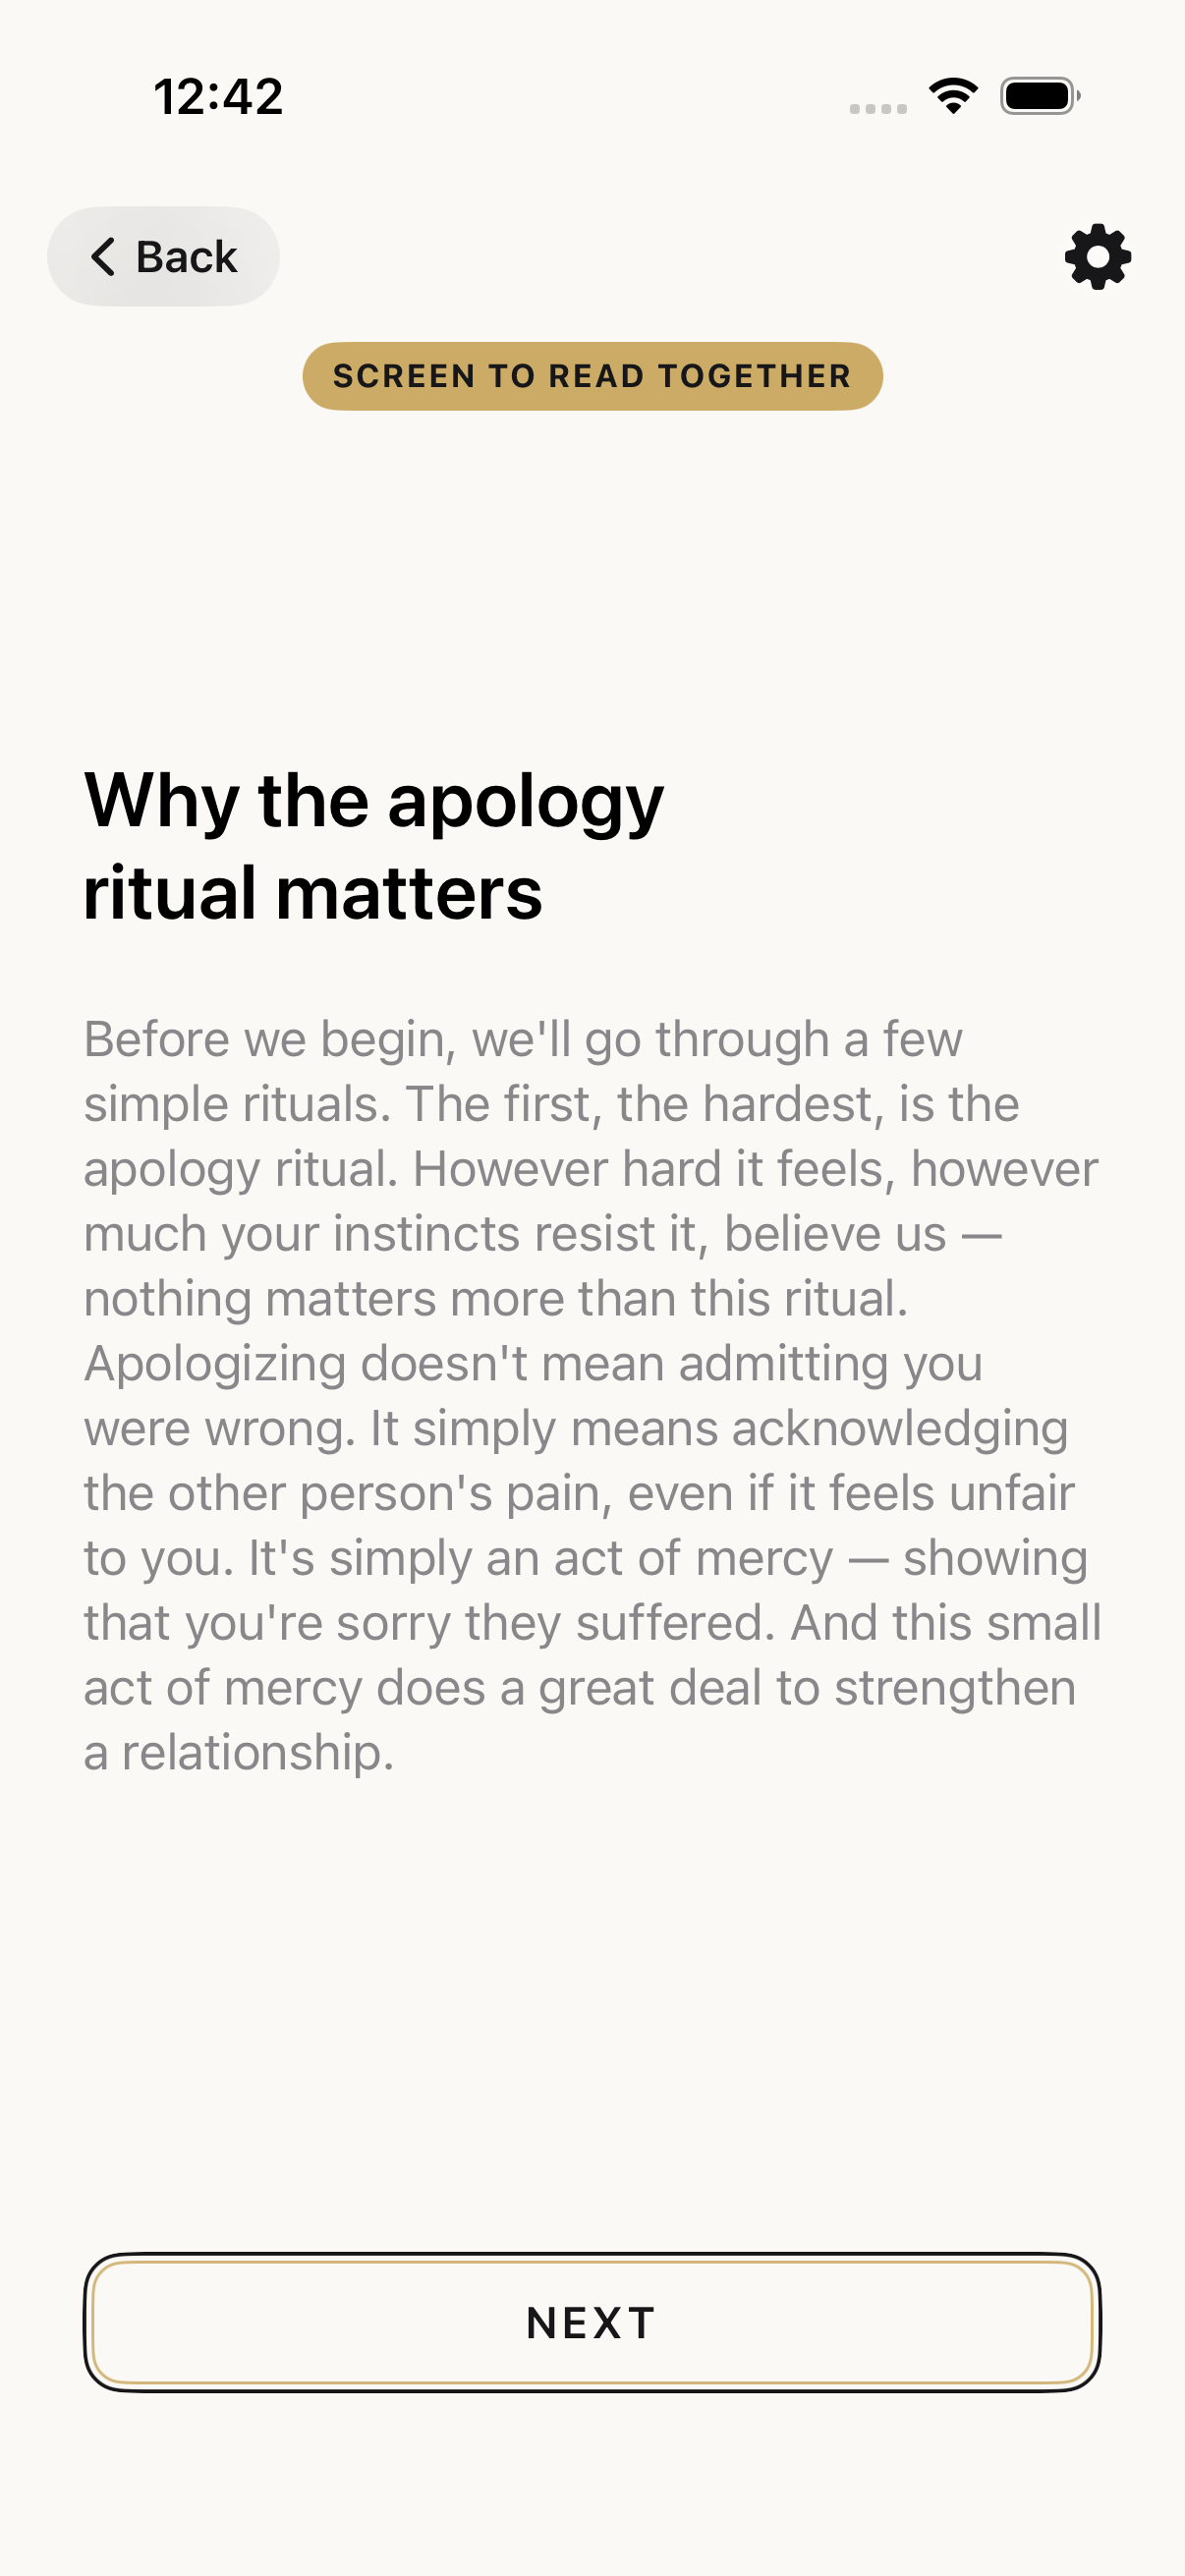 12:42
Back
SCREEN TO READ TOGETHER
Why the apology
ritual matters
Before we begin, we'll go through a few
simple rituals. The first, the hardest, is the
apology ritual. However hard it feels, however
much your instincts resist it, believe us —
nothing matters more than this ritual.
Apologizing doesn't mean admitting you
were wrong. It simply means acknowledging
the other person's pain, even if it feels unfair
to you. It's simply an act of mercy — showing
that you're sorry they suffered. And this small
act of mercy does a great deal to strengthen
a relationship.
NEXT